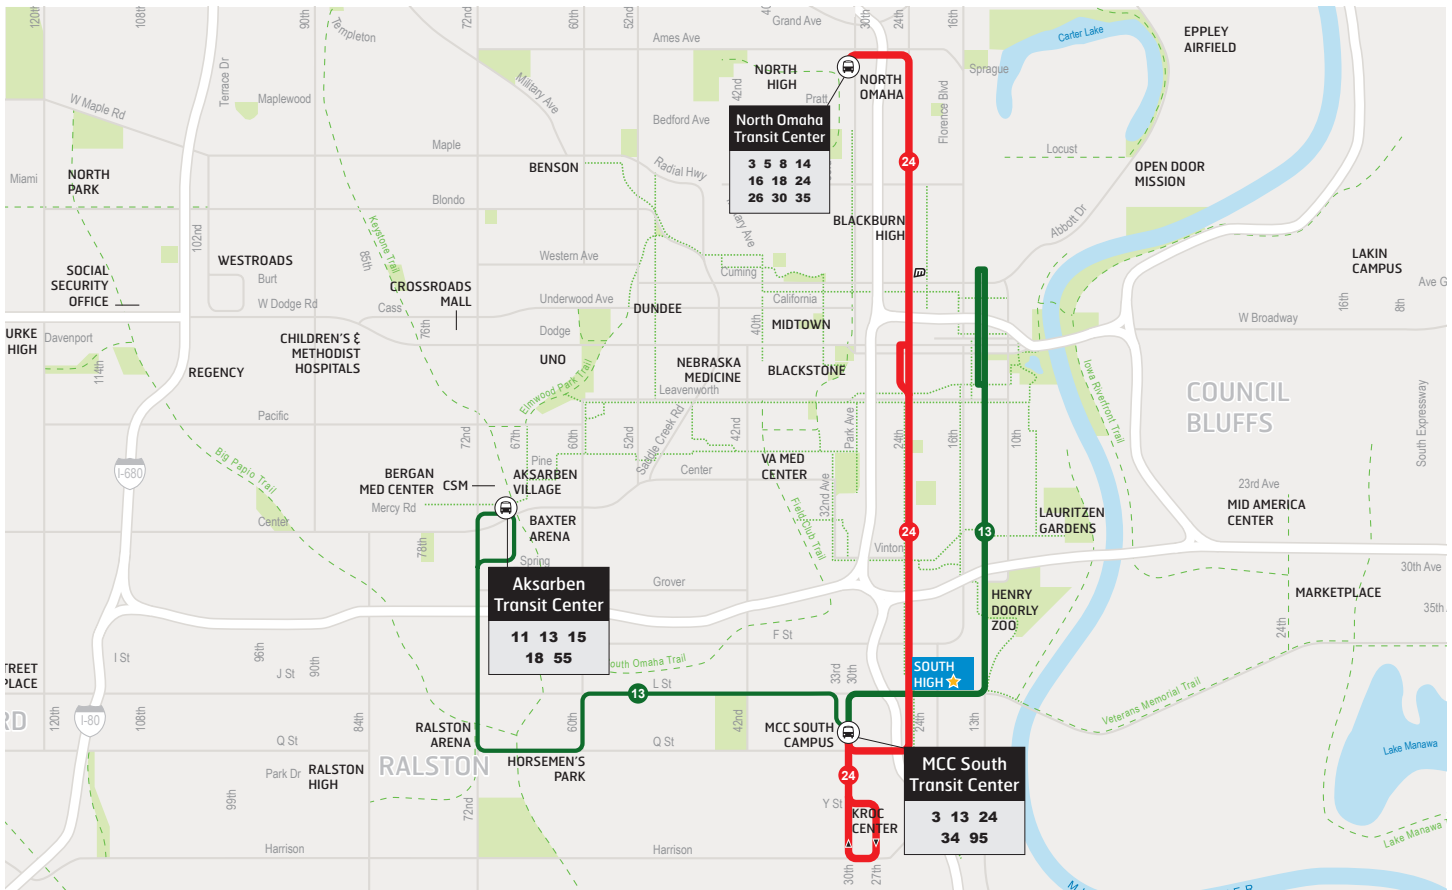 120th
108th
90th
Templeton
72nd
60th
52nd
40
Grand Ave
30th
24th
16th
Ames Ave
Carter Lake
EPPLEY
AIRFIELD
Terrace Dr
W Maple Rd
Maplewood
Military Ave
NORTH
HIGH
42nd
Pratt
NORTH
OMAHA
Sprague
Florence Blvd
Bedford Ave
North Omaha
Transit Center
3 5 8 14
16 18 24
26 30 35
Maple
Radial Hwy
24
Locust
OPEN DOOR
MISSION
Miami
NORTH
PARK
BENSON
Blondo
Keystone Trail
itary Ave
BLACKBURN
HIGH
Abbott Dr
102nd
85th
WESTROADS
Burt
W Dodge Rd
SOCIAL
SECURITY
OFFICE
Western Ave
Cuming
m
LAKIN
CAMPUS
Ave G
16th
8th
CROSSROADS
MALL
Cass
76th
Underwood Ave
DUNDEE
California
MIDTOWN
40th
W Broadway
URKE
HIGH
Davenport
114th
CHILDREN'S &
METHODIST
HOSPITALS
Dodge
UNO
REGENCY
NEBRASKA
MEDICINE
BLACKSTONE
Leavenworth
Elmwood Park Trail
Iowa Riverfront Trail
COUNCIL
BLUFFS
South Expressway
Pacific
72nd
67th
60th
52nd
Saddle Creek Rd
42nd
Park Ave
24th
16th
10th
Big Papio Trail
I-680
Pine
BERGAN
MED CENTER
CSM
AKSARBEN
VILLAGE
Mercy Rd
Center
VA MED
CENTER
32nd Ave
Field Club Trail
23rd Ave
MID AMERICA
CENTER
LAURITZEN
GARDENS
Center
78th
BAXTER
ARENA
Spring
24
13
Vinton
30th Ave
Aksarben
Transit Center
11 13 15
18 55
Grover
HENRY
DOORLY
ZOO
MARKETPLACE
35th
24th
F St
I St
96th
J St
90th
outh Omaha Trail
L St
33rd
30th
SOUTH
HIGH
TREET
PLACE
13
Veterans Memorial Trail
RD
120th
I-80
108th
84th
RALSTON
ARENA
60th
42nd
MCC SOUTH
CAMPUS
24th
13th
Q St
Q St
HORSEMEN'S
PARK
Park Dr
RALSTON
HIGH
RALSTON
99th
72nd
24
MCC South
Transit Center
3 13 24
34 95
Lake Manawa
Y St
KROC
CENTER
Lake Manawa
Harrison
Harrison
30th
27th
M
E R